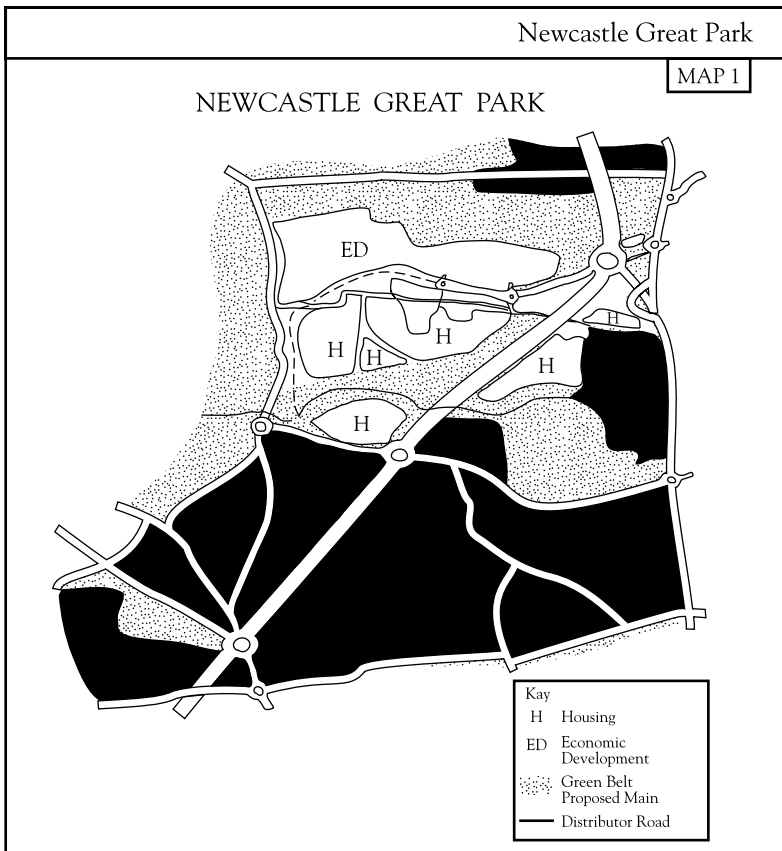 Newcastle Great Park
MAP 1
NEWCASTLE GREAT PARK
ED
H
H
H
H
H
H
Kay
H Housing
ED Economic
Development
Green Belt
Proposed Main
Distributor Road